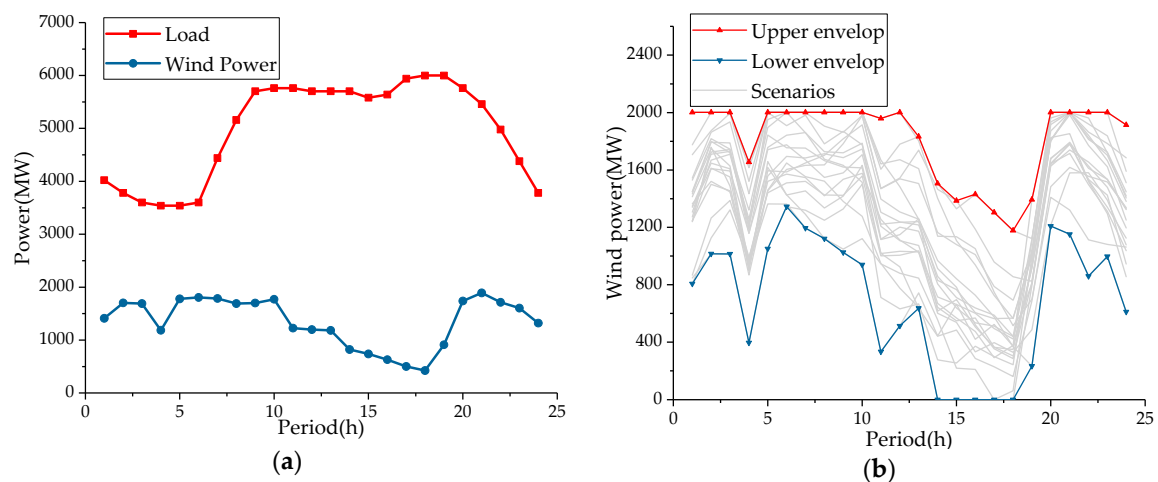 7000
6000
5000
4000
3000
2000
1000
0
Power(MW)
Load
Wind Power
0 5 10 15 20 25
Period(h)
(a)
2400
2000
1600
1200
800
400
0
Wind power(MW)
Upper envelop
Lower envelop
Scenarios
0 5 10 15 20 25
Period(h)
(b)